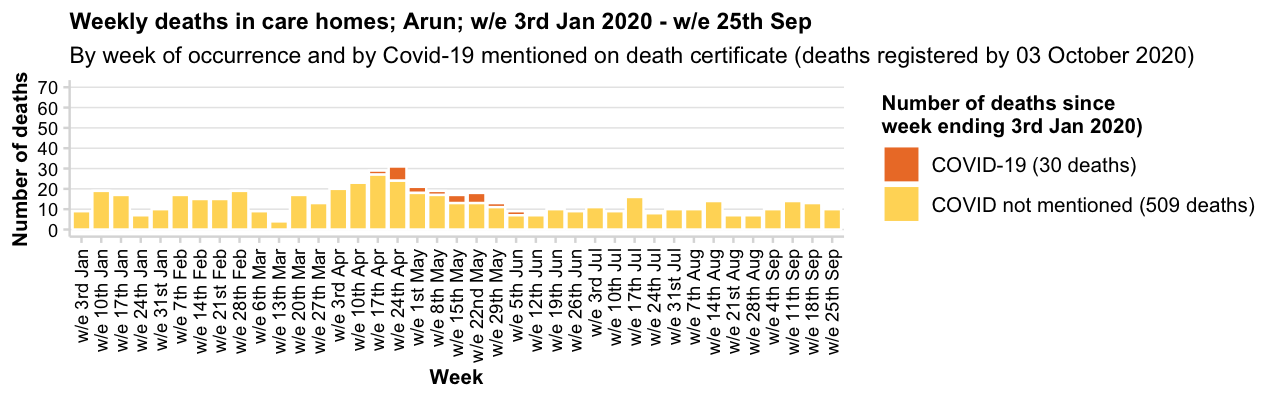 Weekly deaths in care homes; Arun; w/e 3rd Jan 2020 - w/e 25th Sep
By week of occurrence and by Covid-19 mentioned on death certificate (deaths registered by 03 October 2020)
Number of deaths
70
60
50
40
30
20
10
0
w/e 3rd Jan
w/e 10th Jan
w/e 17th Jan
w/e 24th Jan
w/e 31st Jan
w/e 7th Feb
w/e 14th Feb
w/e 21st Feb
w/e 28th Feb
w/e 6th Mar
w/e 13th Mar
w/e 20th Mar
w/e 27th Mar
w/e 3rd Apr
w/e 10th Apr
w/e 17th Apr
w/e 24th Apr
w/e 1st May
w/e 8th May
w/e 15th May
w/e 22nd May
w/e 29th May
w/e 5th Jun
w/e 12th Jun
w/e 19th Jun
w/e 26th Jun
w/e 3rd Jul
w/e 10th Jul
w/e 17th Jul
w/e 24th Jul
w/e 31st Jul
w/e 7th Aug
w/e 14th Aug
w/e 21st Aug
w/e 28th Aug
w/e 4th Sep
w/e 11th Sep
w/e 18th Sep
w/e 25th Sep
Week
Number of deaths since
week ending 3rd Jan 2020)
COVID-19 (30 deaths)
COVID not mentioned (509 deaths)